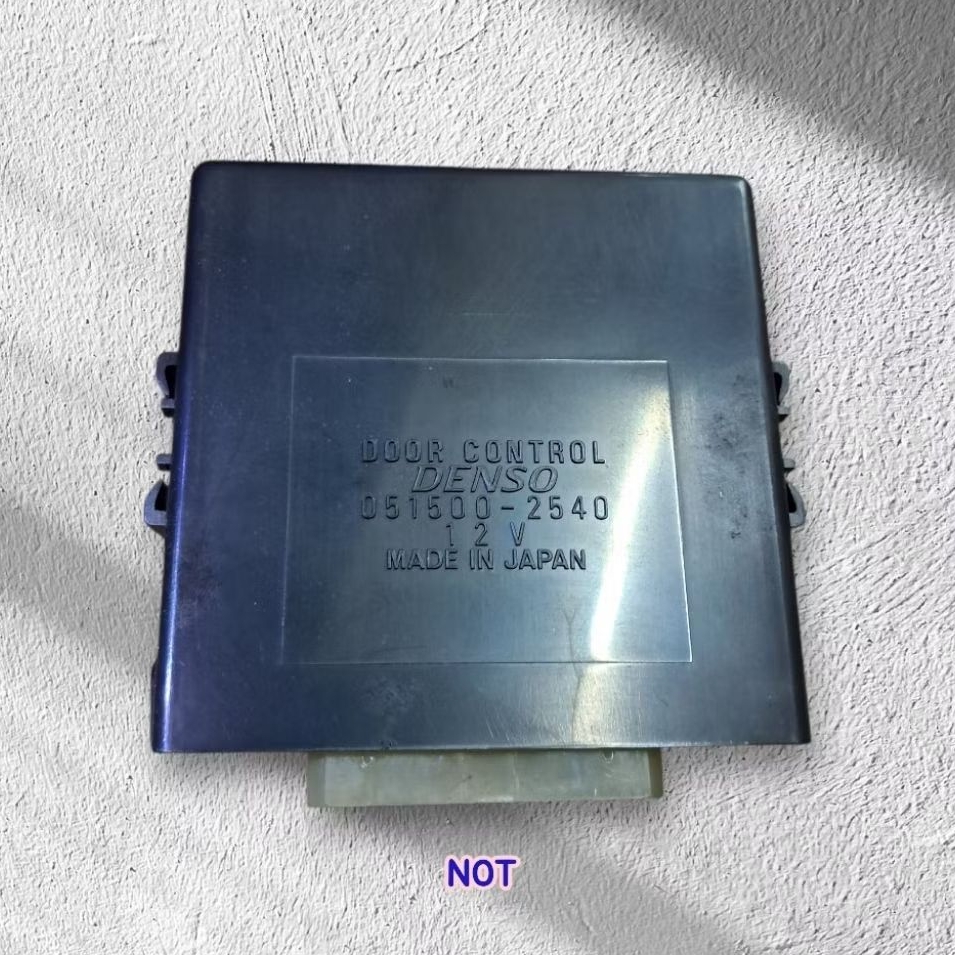 DOOR CONTROL
DENSO
051500-2540
12V
MADE IN JAPAN
NOT